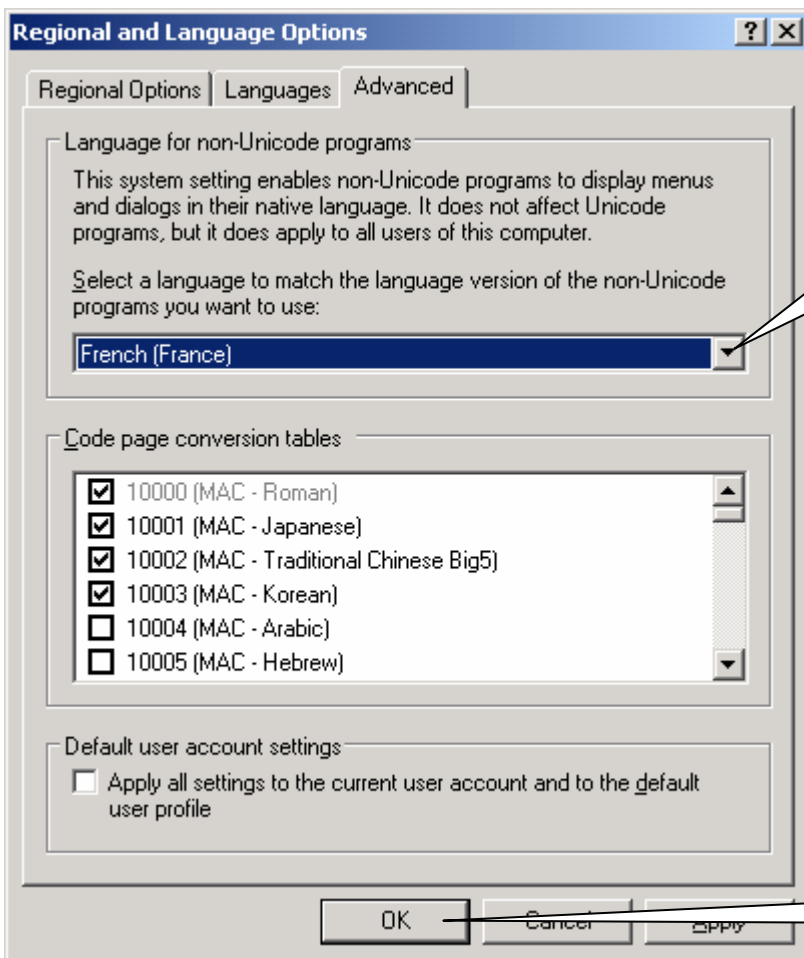 Regional and Language Options
Regional Options Languages Advanced
Language for non-Unicode programs
This system setting enables non-Unicode programs to display menus
and dialogs in their native language. It does not affect Unicode
programs, but it does apply to all users of this computer.
Select a language to match the language version of the non-Unicode
programs you want to use:
French (France)
Code page conversion tables
10000 (MAC - Roman)
10001 (MAC - Japanese)
10002 (MAC - Traditional Chinese Big5)
10003 (MAC - Korean)
10004 (MAC - Arabic)
10005 (MAC - Hebrew)
Default user account settings
Apply all settings to the current user account and to the default
user profile
OK Cancel Apply